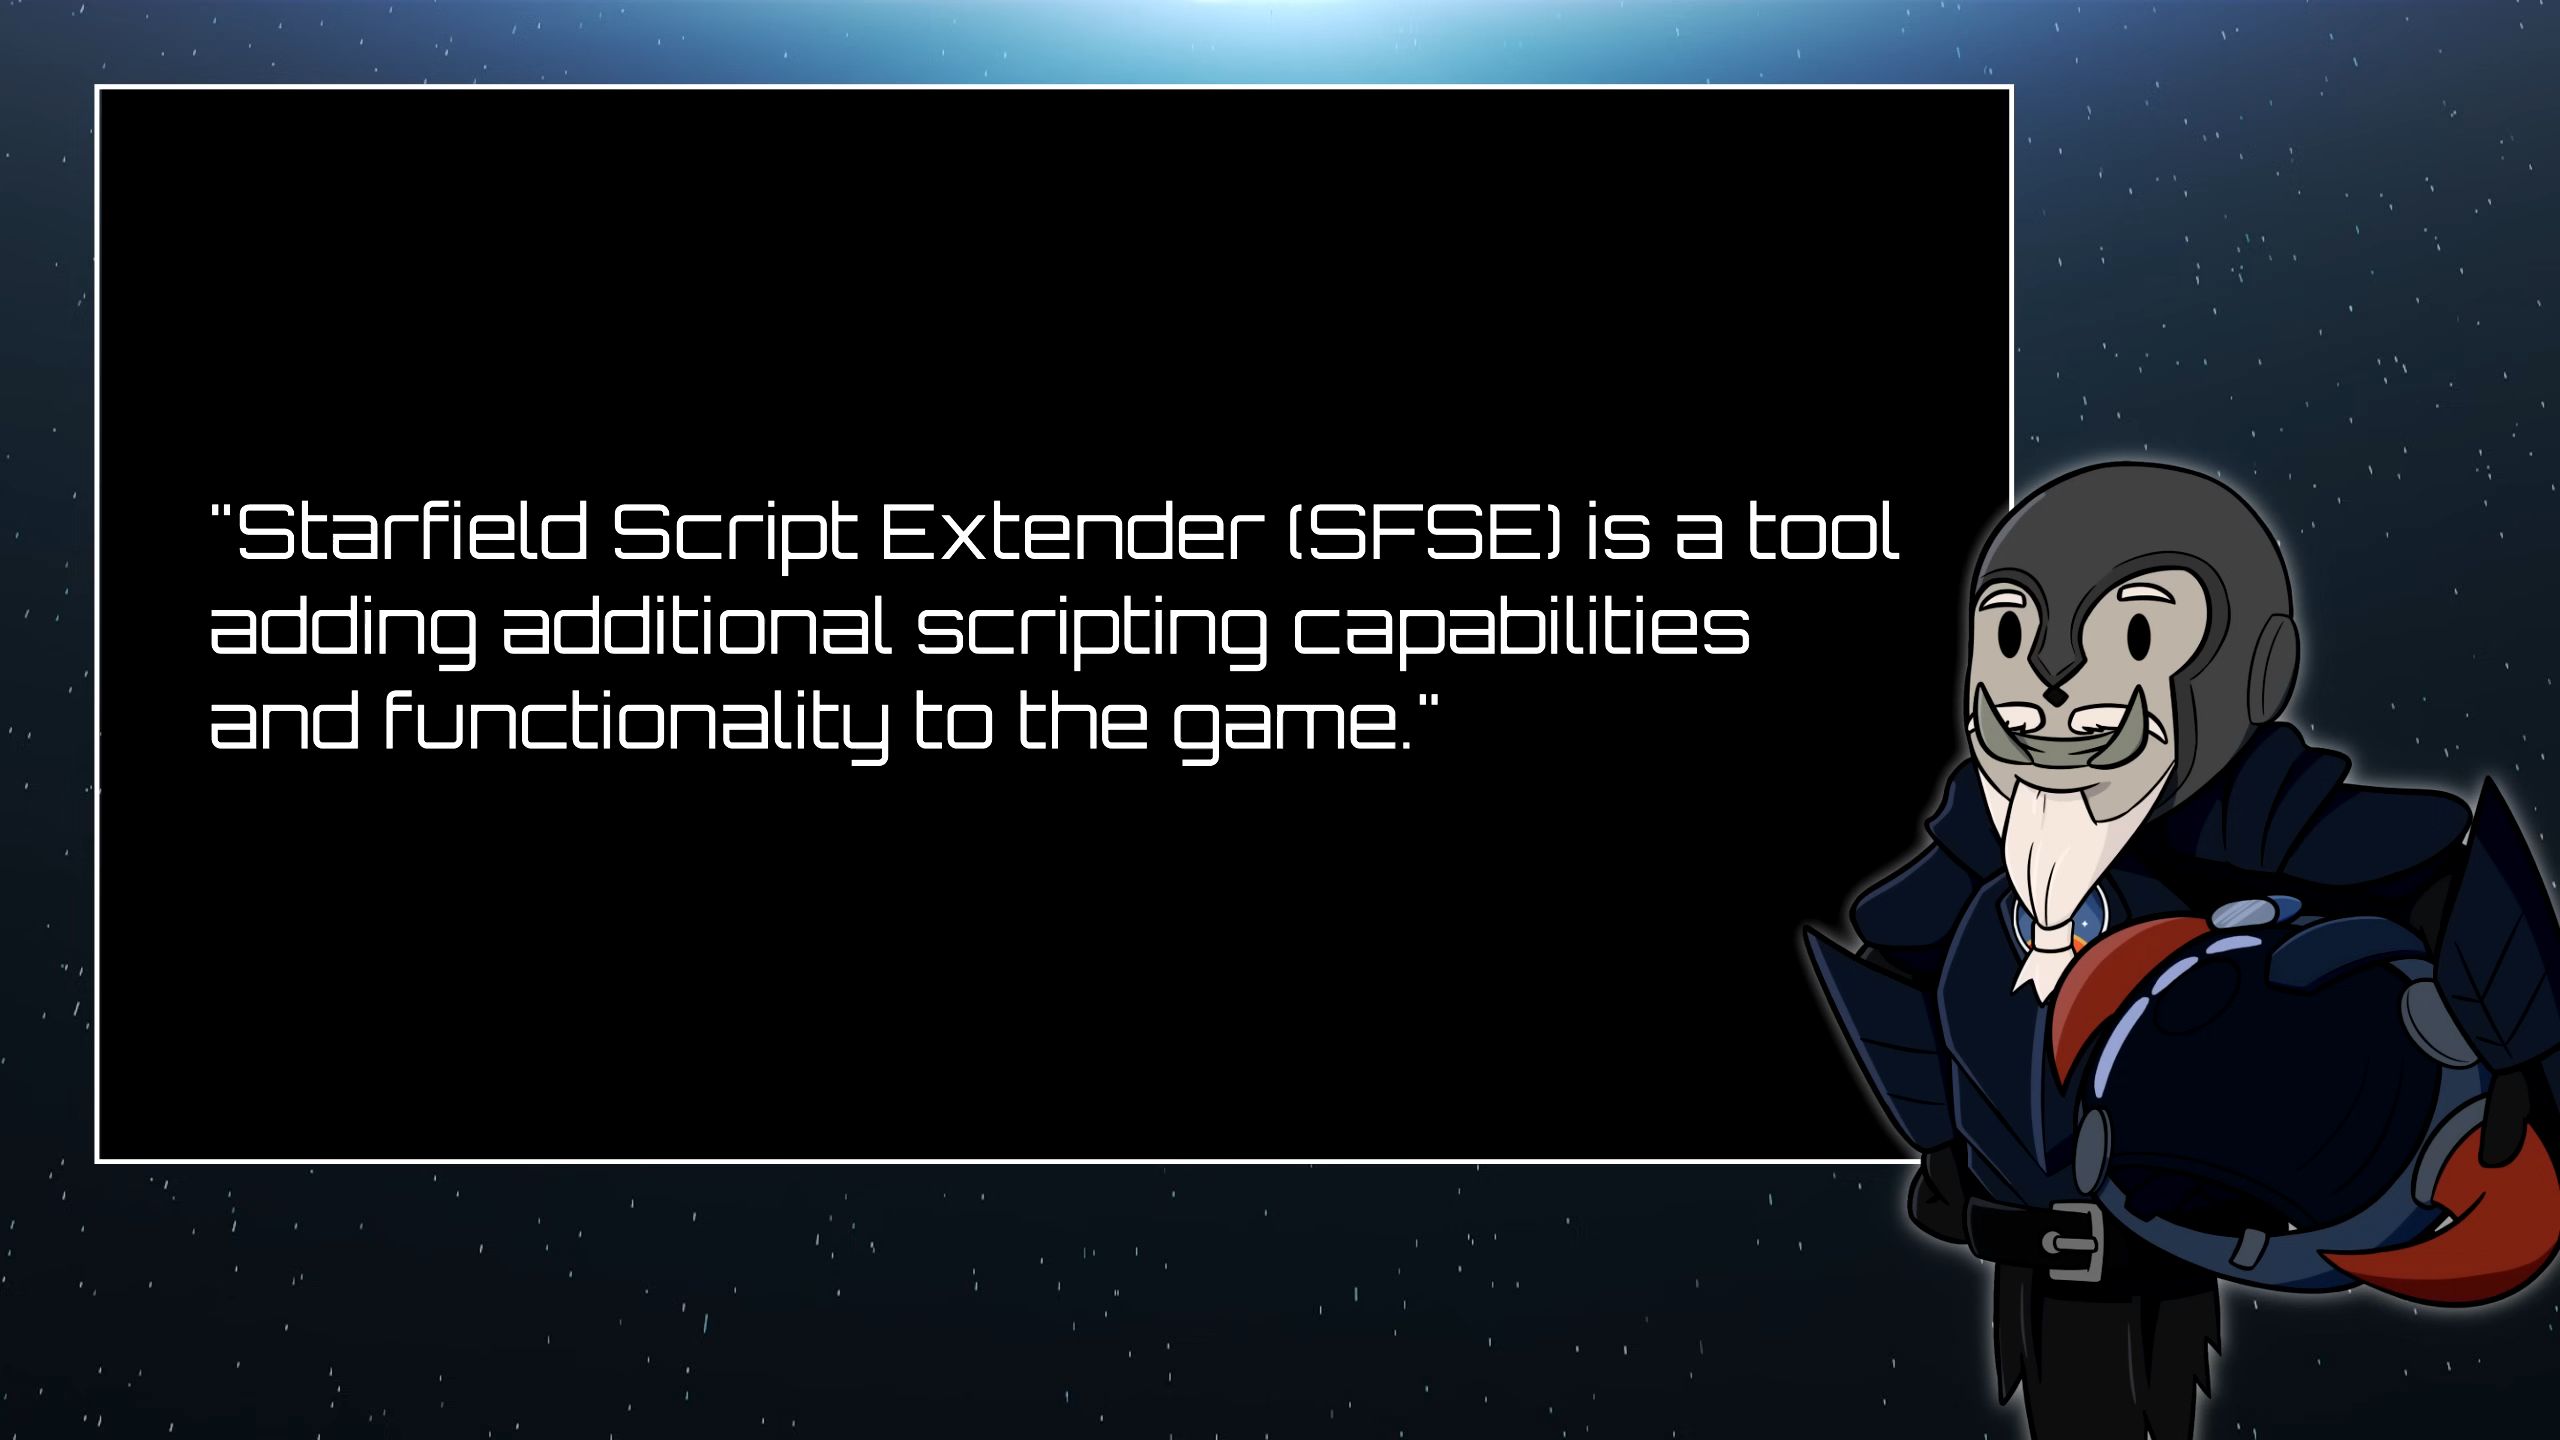 "Starfield Script Extender (SFSE) is a tool
adding additional scripting capabilities
and functionality to the game."